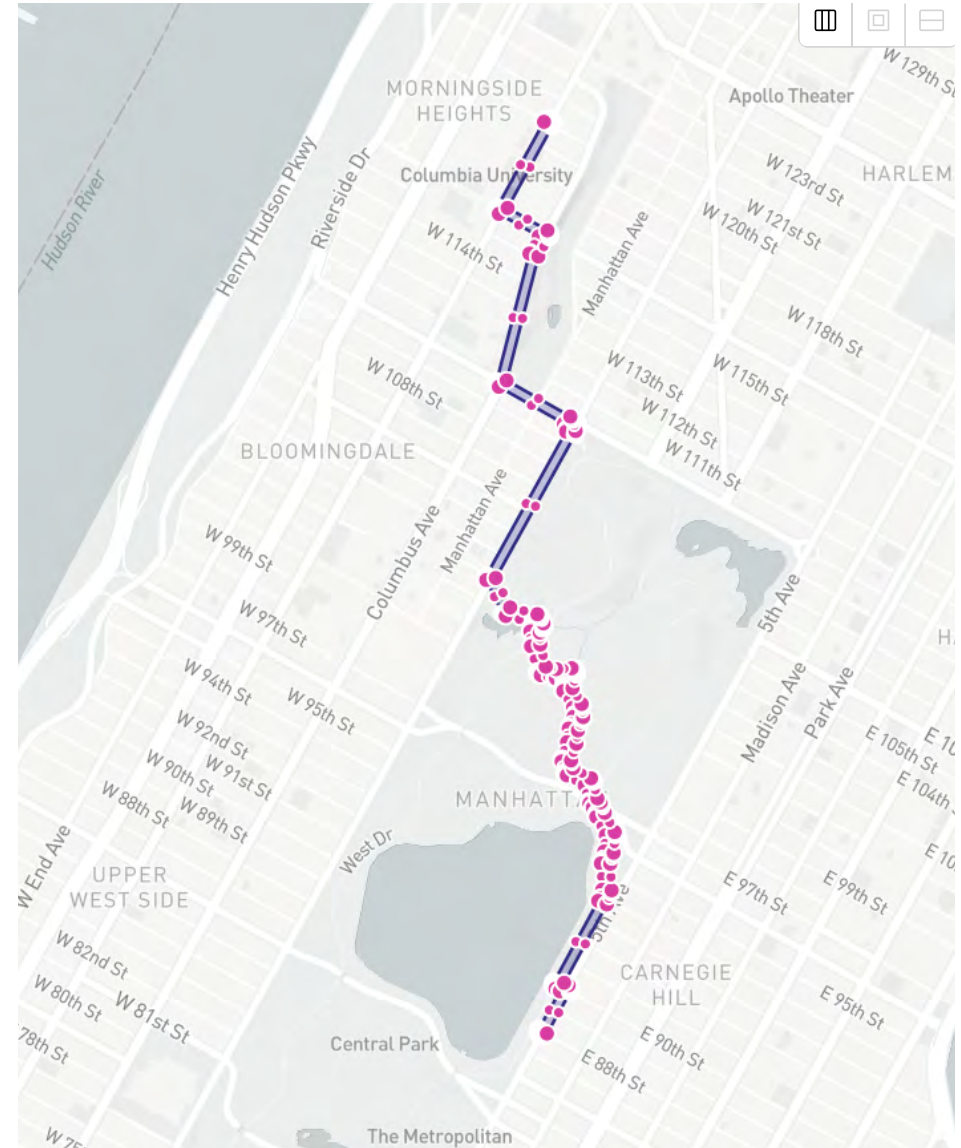 W 129th St
MORNINGSIDE
HEIGHTS
Apollo Theater
Columbia University
W 123rd St
HARLEM
Hudson River
Henry Hudson Pkwy
Riverside Dr
W 121st St
W 120th St
Manhattan Ave
W 114th St
W 118th St
W 108th St
W 113th St
W 115th St
W 112th St
W 111th St
BLOOMINGDALE
Manhattan Ave
Columbus Ave
W 99th St
5th Ave
W 97th St
Madison Ave
Park Ave
W 94th St
W 95th St
W 92nd St
E 105th St
W 91st St
W 90th St
E 104th
W 88th St
W 89th St
MANHATTA
West Dr
W End Ave
UPPER
WEST SIDE
E 97th St
E 99th St
5th Ave
W 82nd St
CARNEGIE
HILL
W 80th St
W 81st St
E 95th St
78th St
Central Park
E 90th St
E 88th St
The Metropolitan